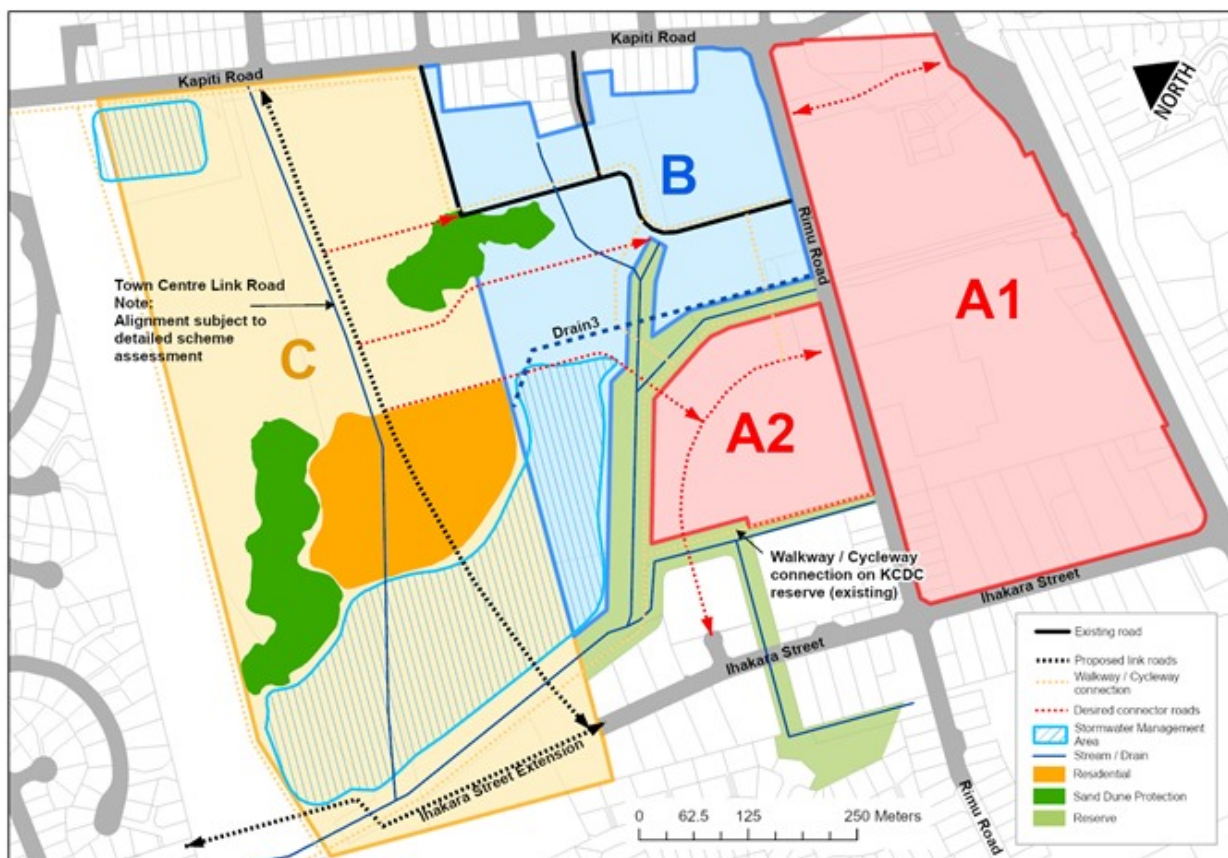 Kapiti Road
Kapiti Road
NORTH
B
A1
Rimu Road
Town Centre Link Road
Note:
Alignment subject to
detailed scheme
assessment
C
Drain3
A2
Walkway / Cycleway
connection on KCDC
reserve (existing)
Ihakara Street
Ihakara Street
Ihakara Street Extension
Rimu Road
0 62.5 125 250 Meters
Existing road
Proposed link roads
Walkway / Cycleway
connection
Desired connector roads
Stormwater Management
Area
Stream / Drain
Residential
Sand Dune Protection
Reserve